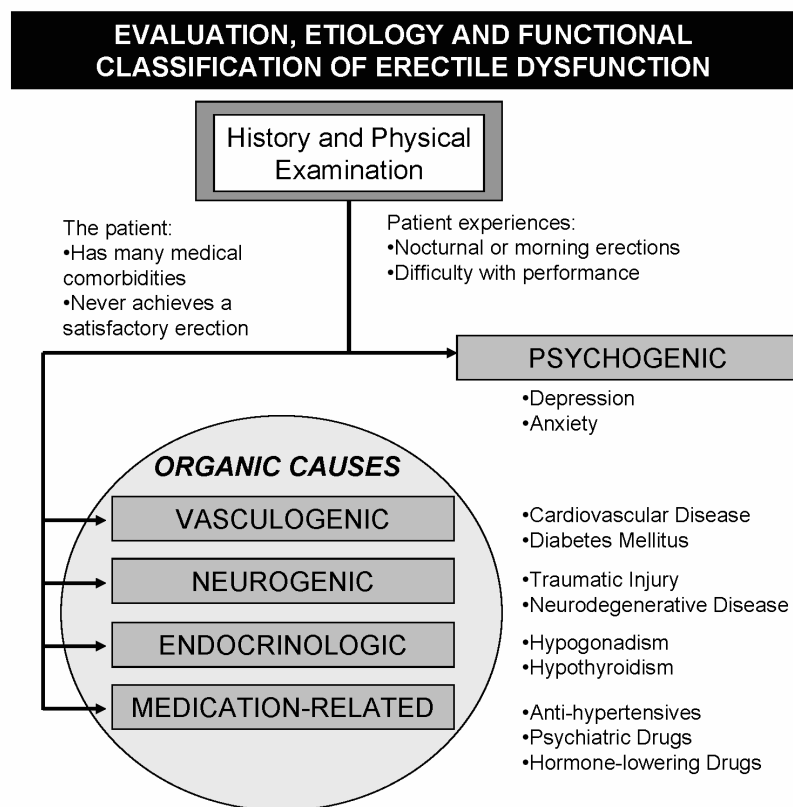 EVALUATION, ETIOLOGY AND FUNCTIONAL
CLASSIFICATION OF ERECTILE DYSFUNCTION
History and Physical
Examination
The patient:
•Has many medical
comorbidities
•Never achieves a
satisfactory erection
Patient experiences:
•Nocturnal or morning erections
•Difficulty with performance
PSYCHOGENIC
•Depression
•Anxiety
ORGANIC CAUSES
VASCULOGENIC
•Cardiovascular Disease
•Diabetes Mellitus
NEUROGENIC
•Traumatic Injury
•Neurodegenerative Disease
ENDOCRINOLOGIC
•Hypogonadism
•Hypothyroidism
MEDICATION-RELATED
•Anti-hypertensives
•Psychiatric Drugs
•Hormone-lowering Drugs